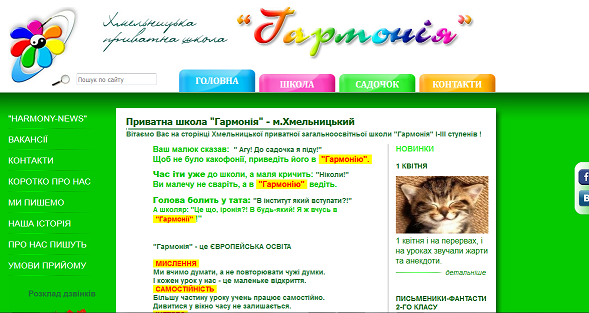 Хмельницька
приватна школа
"Гармонія"
Пошук по сайту
ГОЛОВНА
ШКОЛА
САДОЧОК
КОНТАКТИ
"HARMONY-NEWS"
ВАКАНСІЇ
КОНТАКТИ
КОРОТКО ПРО НАС
МИ ПИШЕМО
НАША ІСТОРІЯ
ПРО НАС ПИШУТЬ
УМОВИ ПРИЙОМУ
Розклад дзвінків
Приватна школа "Гармонія" - м.Хмельницький
Вітаємо Вас на сторінці Хмельницької приватної загальноосвітньої школи "Гармонія" І-ІІІ ступенів !
Ваш малюк сказав: " Агу! До садочка я піду!"
Щоб не було какофонії, приведіть його в "Гармонію".
Час іти уже до школи, а маля кричить: "Ніколи!"
Ви малечу не сваріть, а в "Гармонію" ведіть.
Голова болить у тата: "В інститут який вступати?!"
А школяр: "Це що, іронія?! В будь-який! Я ж вчусь в
"Гармонії" !"
"Гармонія" - це ЄВРОПЕЙСЬКА ОСВІТА
МИСЛЕННЯ
Ми вчимо думати, а не повторювати чужі думки.
І кожен урок у нас - це маленьке відкриття.
САМОСТІЙНІСТЬ
Більшу частину уроку учень працює самостійно.
Дивитися у вікно часу не залишається.
НОВИНКИ
1 КВІТНЯ
1 квітня і на перервах, і
на уроках звучали жарти
та анекдоти.
детальніше
ПИСЬМЕНИКИ-ФАНТАСТИ
2-ГО КЛАСУ